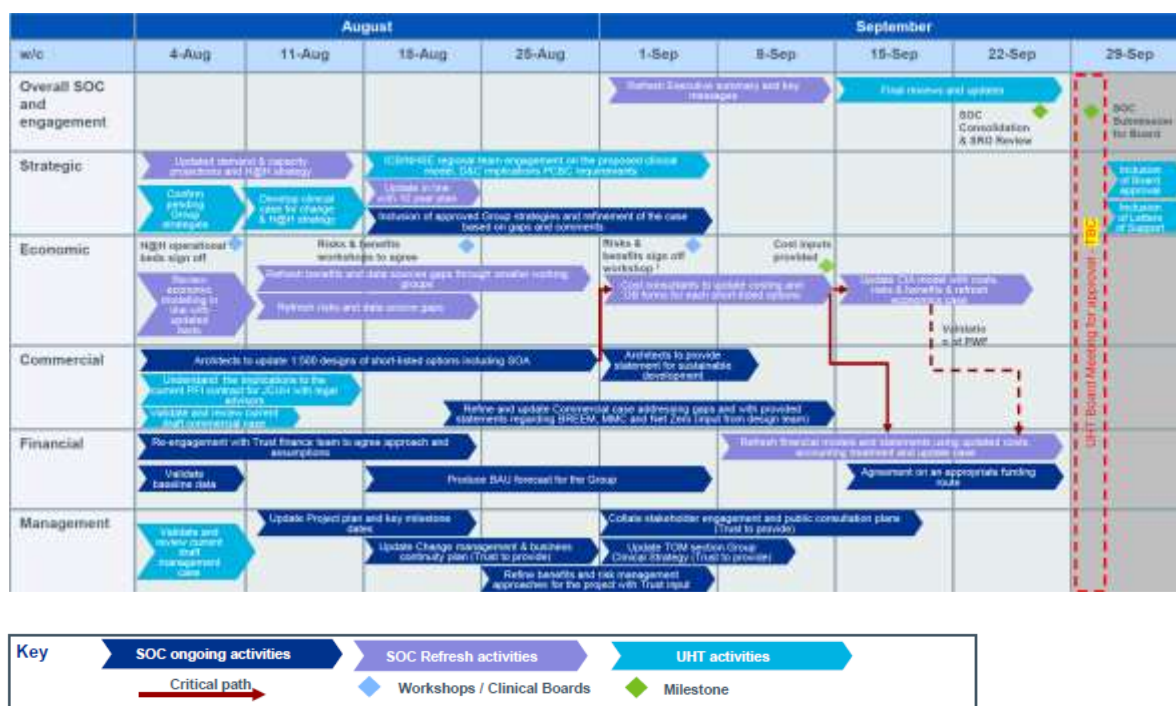 August
September
w/c
4-Aug
11-Aug
18-Aug
25-Aug
1-Sep
8-Sep
15-Sep
22-Sep
29-Sep
Overall SOC
and
engagement
Refresh Executive summary and key
messages
Final reviews and updates
SOC
Consolidation
& SRO Review
SOC
Submission
for Board
Strategic
Updated demand & capacity
projections and H@H strategy
ICB/NHSE regional team engagement on the proposed clinical
model, D&C implications PCBC requirements
Confirm
pending
Group
strategies
Develop clinical
case for change
& H@H strategy
Update in line
with 10 year plan
Inclusion of approved Group strategies and refinement of the case
based on gaps and comments
Inclusion
of Board
approval
Inclusion
of Letters
of Support
Economic
H@H operational
beds sign off
Risks & benefits
workshops to agree
Risks &
benefits sign off
workshop
Cost inputs
provided
Review
economic
modelling in
line with
updated
beds
Refresh benefits and data sources gaps through smaller working
groups
Refresh risks and data source gaps
Cost consultants to update costing and
OB forms for each short-listed options
Update CIA model with costs
risks & benefits & refresh
economic case
Validatio
n of PWF
Commercial
Architects to update 1:500 designs of short-listed options including SOA
Architects to provide
statement for sustainable
development
Understand the implications to the
current PFI contract for JCUH with legal
advisors
Validate and review current
draft commercial case
Refine and update Commercial case addressing gaps and with provided
statements regarding BREEM, MMC and Net Zero (input from design team)
Financial
Re-engagement with Trust finance team to agree approach and
assumptions
Refresh financial models and statements using updated costs
accounting treatment and update case
Validate
baseline data
Produce BAU forecast for the Group
Agreement on an appropriate funding
route
Management
Validate and
review current
draft
management
case
Update Project plan and key milestone
dates
Collate stakeholder engagement and public consultation plans
(Trust to provide)
Update Change management & business
continuity plan (Trust to provide)
Update TOM section Group
Clinical Strategy (Trust to provide)
Refine benefits and risk management
approaches for the project with Trust input
UHT Board Meeting for approval - TBC
Key
SOC ongoing activities
SOC Refresh activities
UHT activities
Critical path
Workshops / Clinical Boards
Milestone